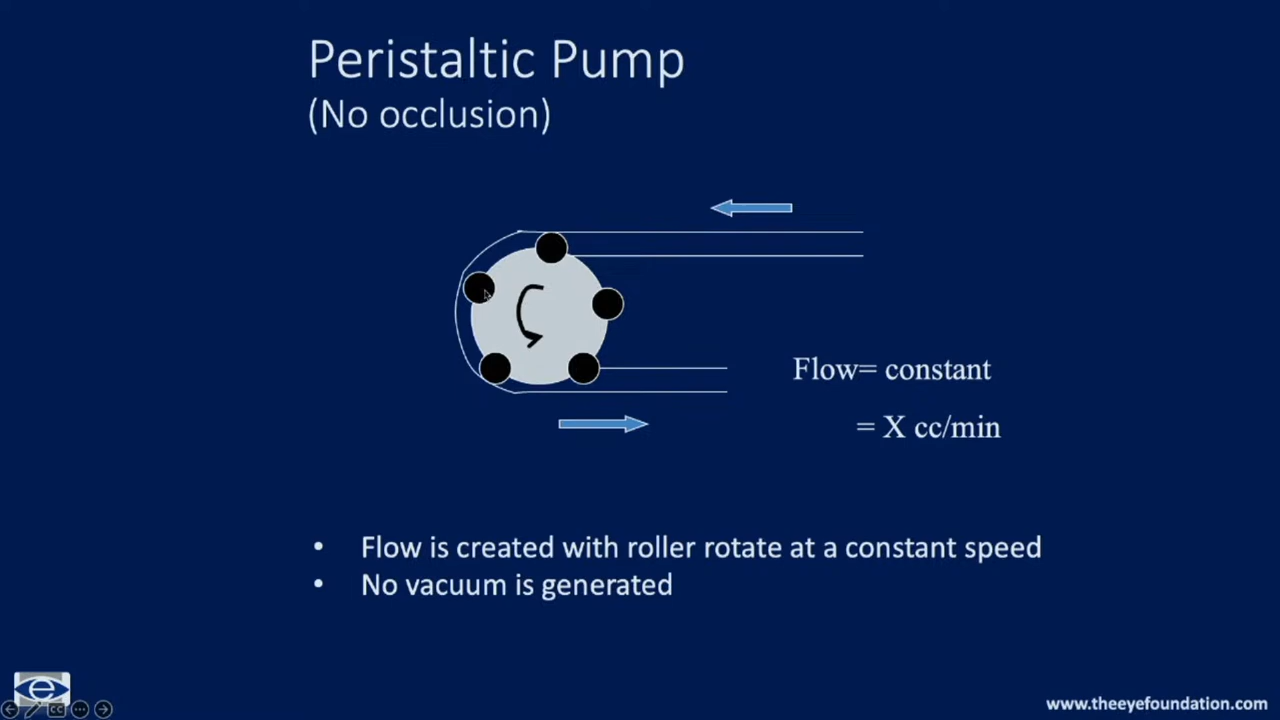 Peristaltic Pump
(No occlusion)
Flow= constant
= X cc/min
• Flow is created with roller rotate at a constant speed
• No vacuum is generated
e
CC
www.theeyefoundation.com